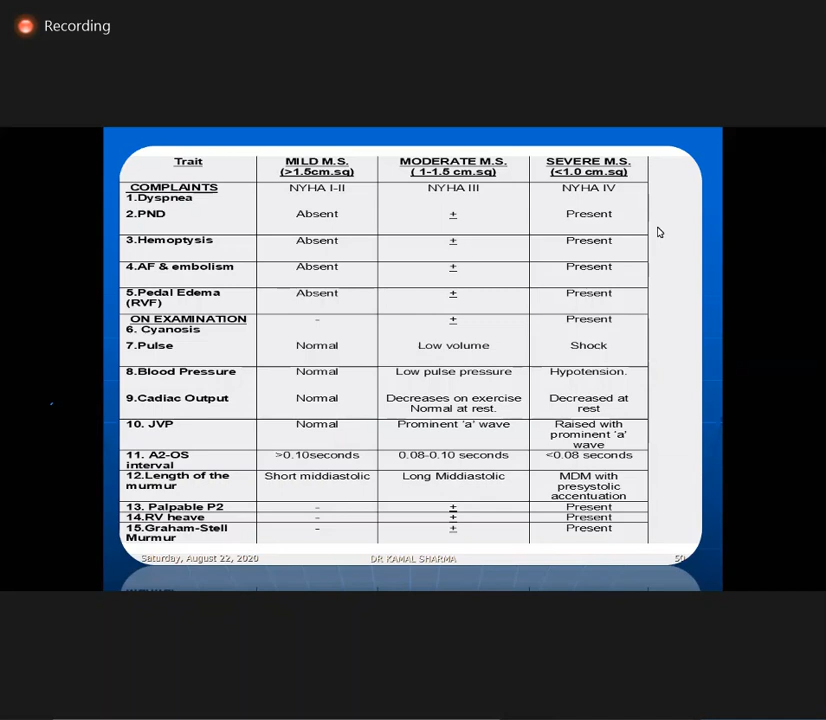 Recording
Trait MILD M.S. MODERATE M.S. SEVERE M.S.
(>1.5cm.sq) ( 1-1.5 cm.sq) (<1.0 cm.sq)
COMPLAINTS NYHA I-II NYHA III NYHA IV
1.Dyspnea
2.PND Absent ± Present
3.Hemoptysis Absent ± Present
4.AF & embolism Absent ± Present
5.Pedal Edema Absent ± Present
(RVF)
ON EXAMINATION - ± Present
6. Cyanosis
7.Pulse Normal Low volume Shock
8.Blood Pressure Normal Low pulse pressure Hypotension.
9.Cadiac Output Normal Decreases on exercise Decreased at
Normal at rest. rest
10. JVP Normal Prominent 'a' wave Raised with
prominent 'a'
wave
11. A2-OS >0.10seconds 0.08-0.10 seconds <0.08 seconds
interval
12.Length of the Short middiastolic Long Middiastolic MDM with
murmur presystolic
accentuation
13. Palpable P2 - ± Present
14.RV heave - ± Present
15.Graham-Stell - ± Present
Murmur
Saturday, August 22, 2020 DR KAMAL SHARMA 50